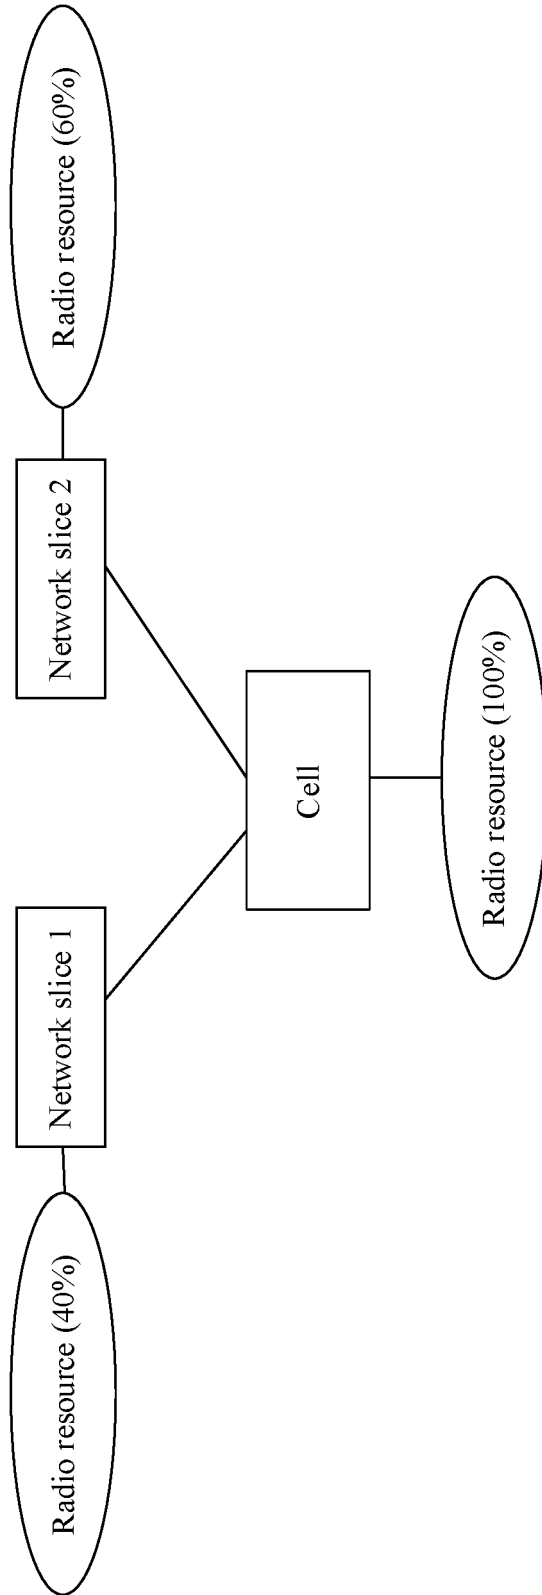 Radio resource (40%)
Network slice 1
Network slice 2
Radio resource (60%)
Cell
Radio resource (100%)